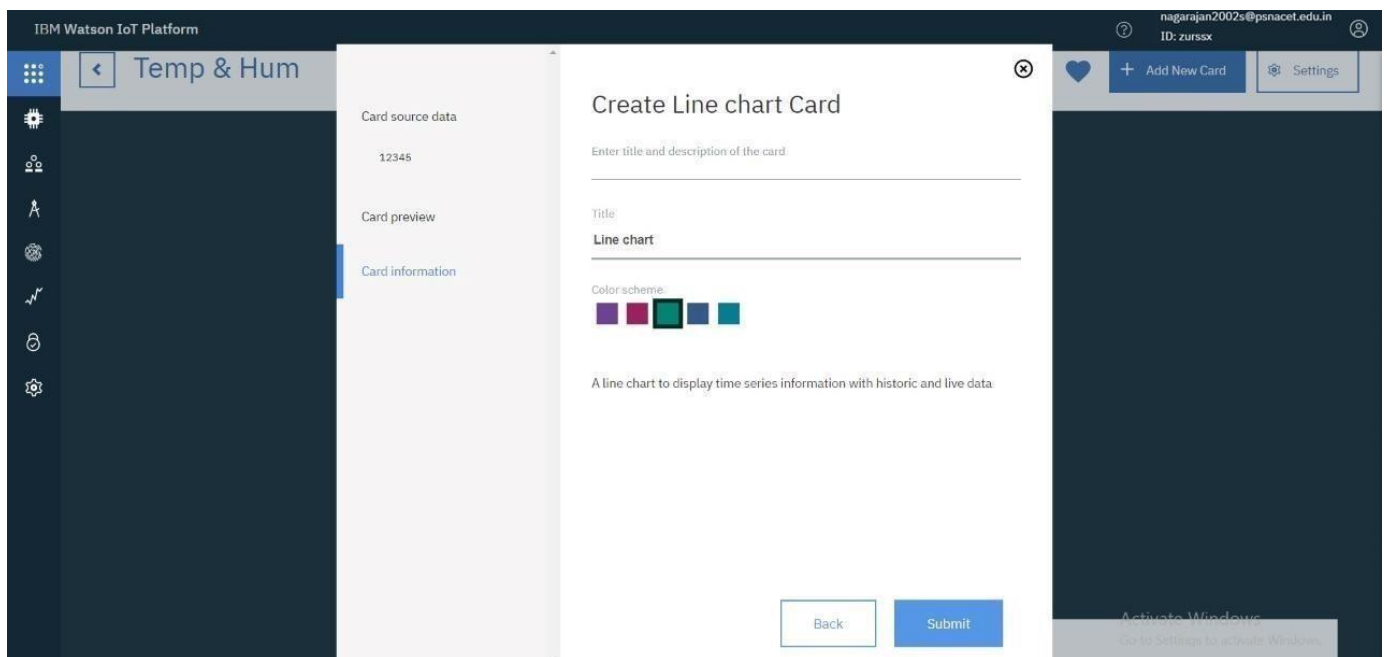 IBM Watson IoT Platform
nagarajan2002s@psnacet.edu.in
ID: zurssx
Temp & Hum
Add New Card
Settings
Card source data
12345
Card preview
Card information
Create Line chart Card
Enter title and description of the card
Title
Line chart
Color scheme
A line chart to display time series information with historic and live data
Back
Submit
Activate Windows
Go to Settings to activate Windows.